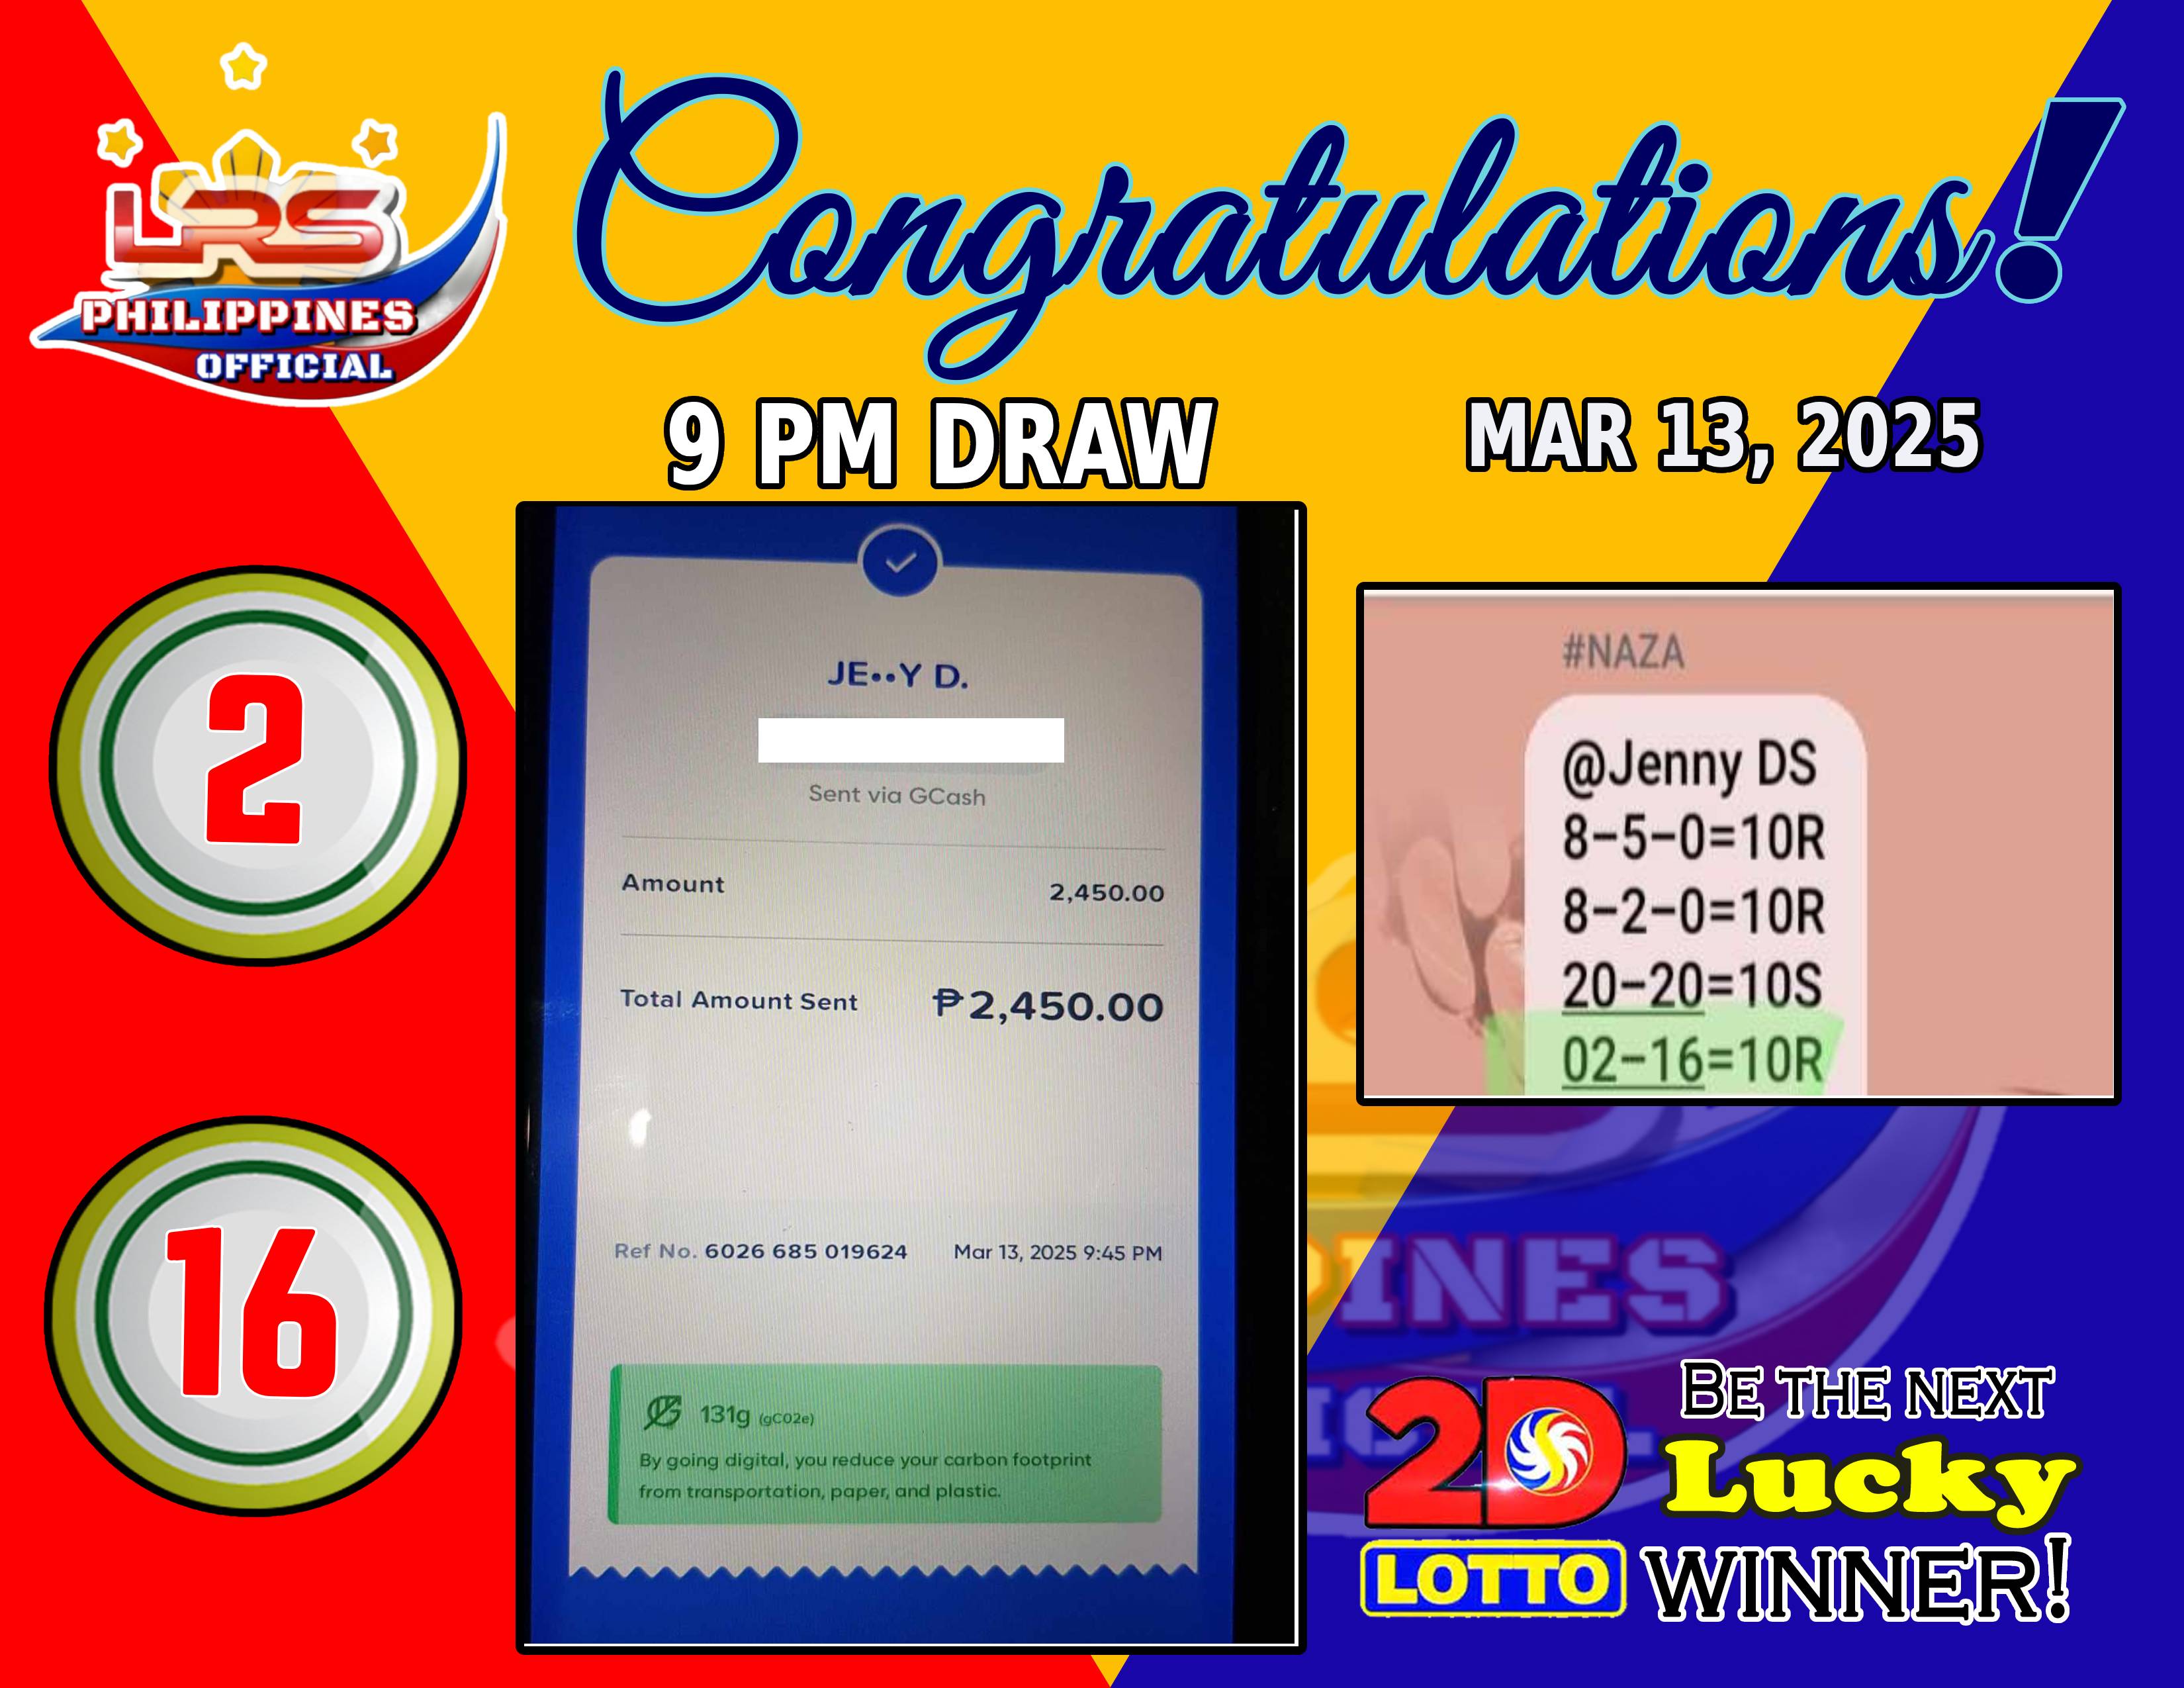 Congratulations!
LRS
PHILIPPINES
OFFICIAL
9 PM DRAW
MAR 13, 2025
2
16
JE••Y D.
Sent via GCash
Amount 2,450.00
Total Amount Sent ₱2,450.00
Ref No. 6026 685 019624 Mar 13, 2025 9:45 PM
131g (gCO2e)
By going digital, you reduce your carbon footprint
from transportation, paper, and plastic.
#NAZA
@Jenny DS
8-5-0=10R
8-2-0=10R
20-20=10S
02-16=10R
PINES
2D
LOTTO
BE THE NEXT
Lucky
WINNER!